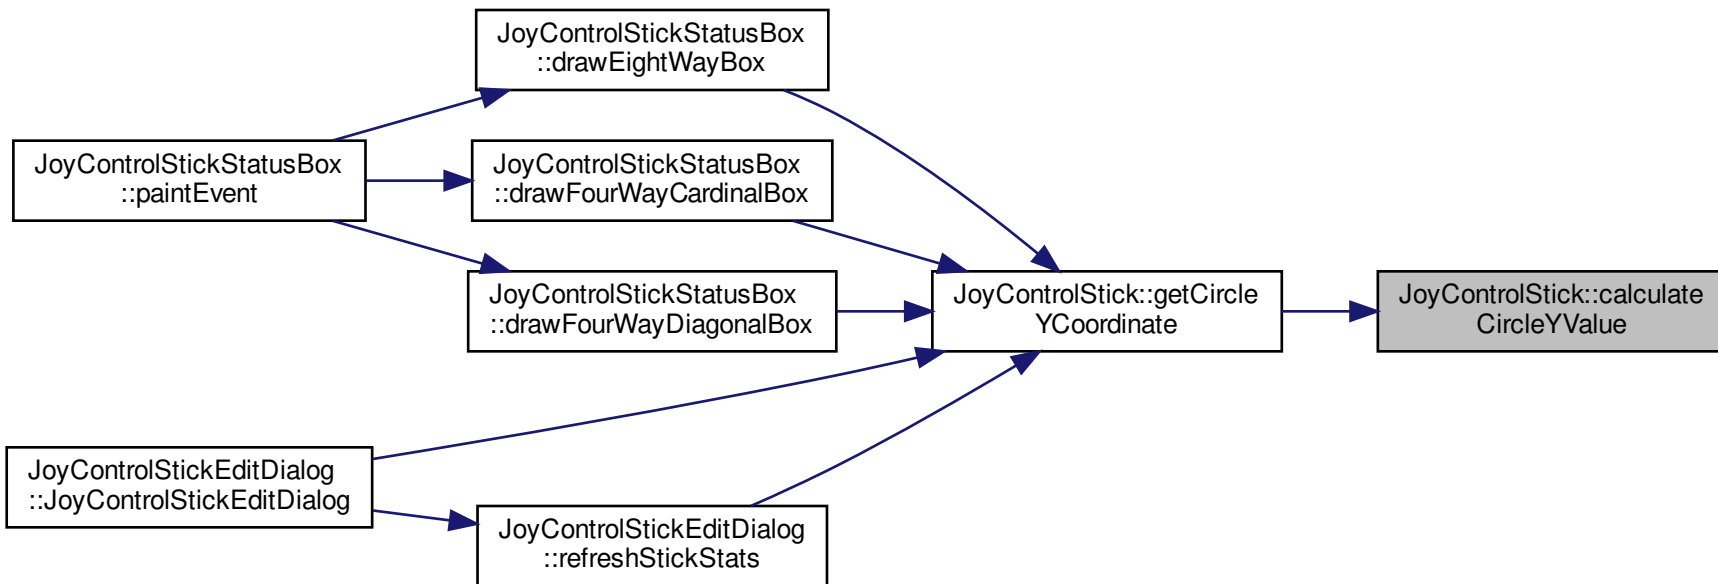 JoyControlStickStatusBox
::drawEightWayBox
JoyControlStickStatusBox
::paintEvent
JoyControlStickStatusBox
::drawFourWayCardinalBox
JoyControlStickStatusBox
::drawFourWayDiagonalBox
JoyControlStick::getCircle
YCoordinate
JoyControlStick::calculate
CircleYValue
JoyControlStickEditDialog
::JoyControlStickEditDialog
JoyControlStickEditDialog
::refreshStickStats